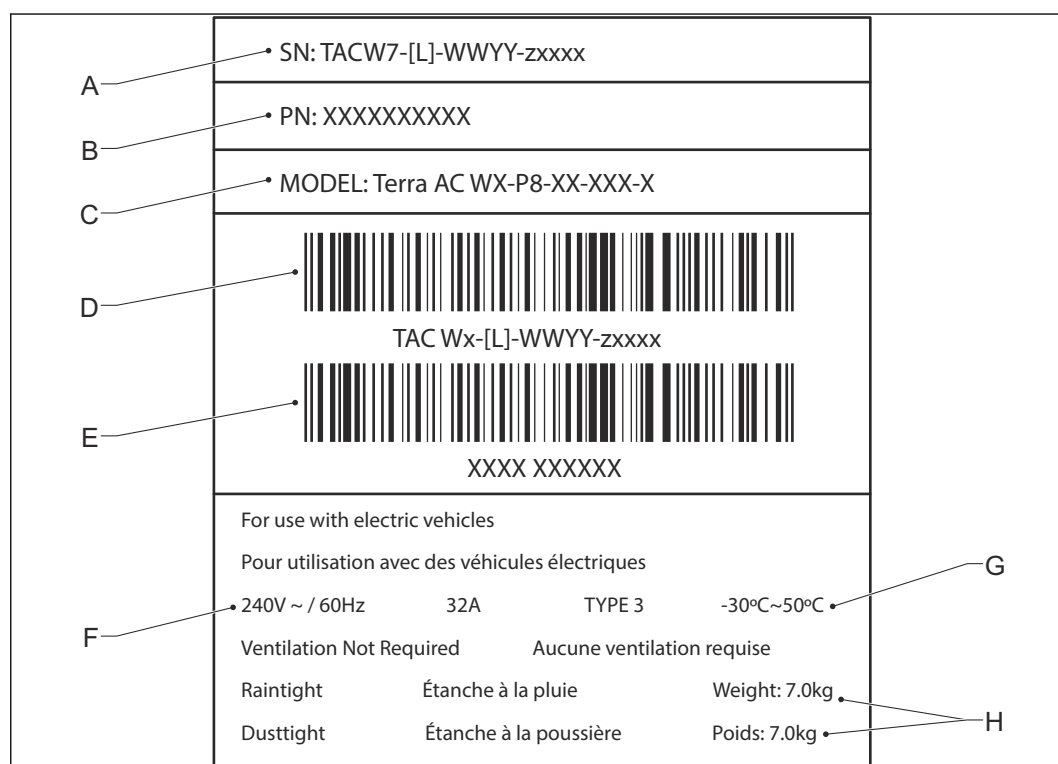 A
SN: TACW7-[L]-WWYY-zxxxx
B
PN: XXXXXXXXXX
C
MODEL: Terra AC WX-P8-XX-XXX-X
D
TAC Wx-[L]-WWYY-zxxxx
E
XXXX XXXXXX
For use with electric vehicles
Pour utilisation avec des véhicules électriques
G
F
240V ~ / 60Hz 32A TYPE 3 -30ºC~50ºC
Ventilation Not Required Aucune ventilation requise
Raintight Étanche à la pluie Weight: 7.0kg
H
Dusttight Étanche à la poussière Poids: 7.0kg